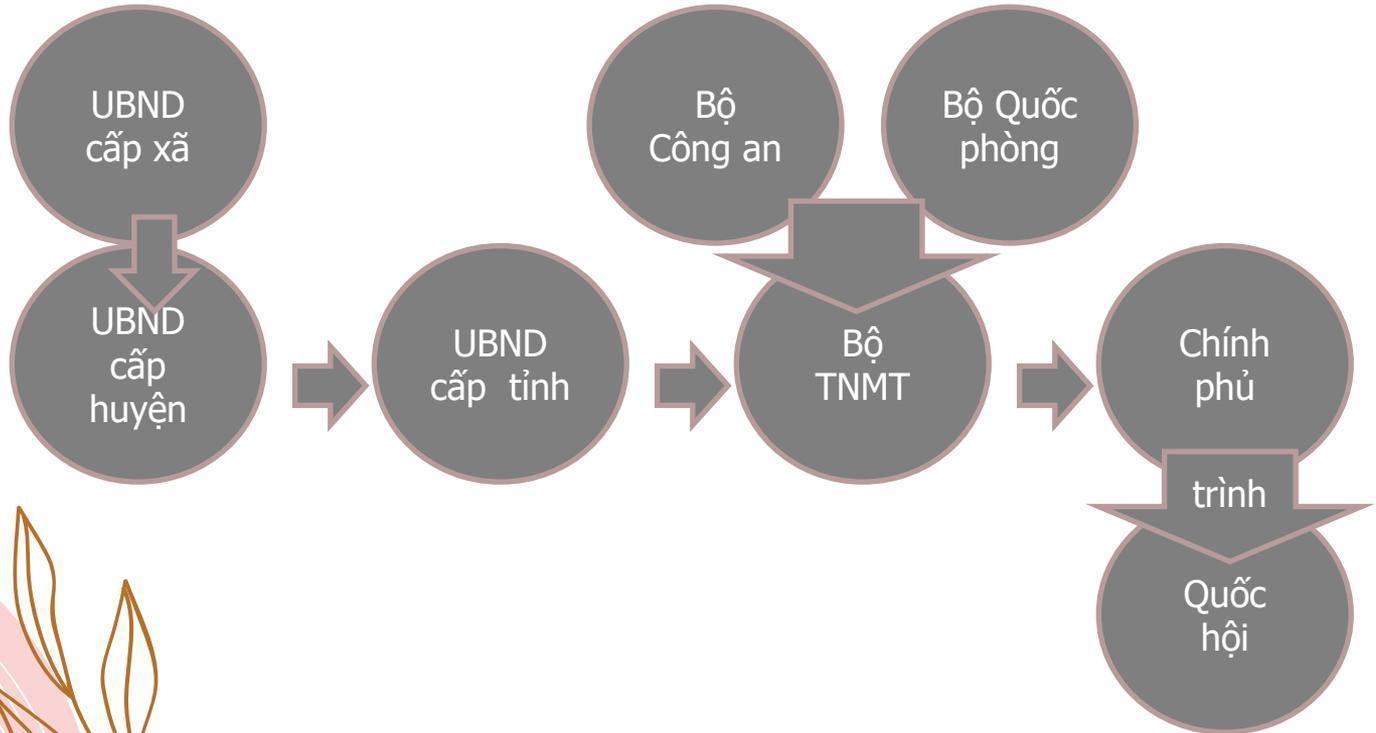 UBND
cấp xã
Bộ
Công an
Bộ Quốc
phòng
UBND
cấp
huyện
UBND
cấp  tỉnh
Bộ
TNMT
Chính
phủ
trình
Quốc
hội